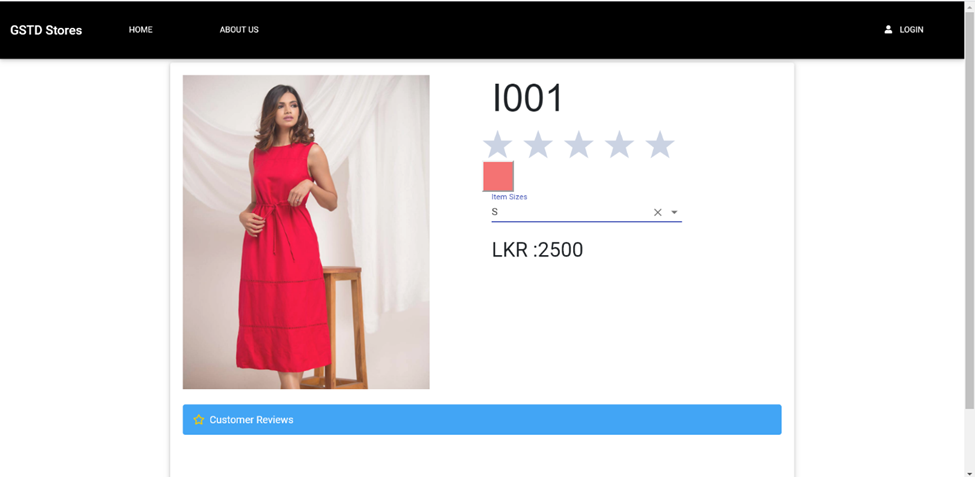 GSTD Stores HOME ABOUT US LOGIN
I001
Item Sizes
S
LKR :2500
Customer Reviews